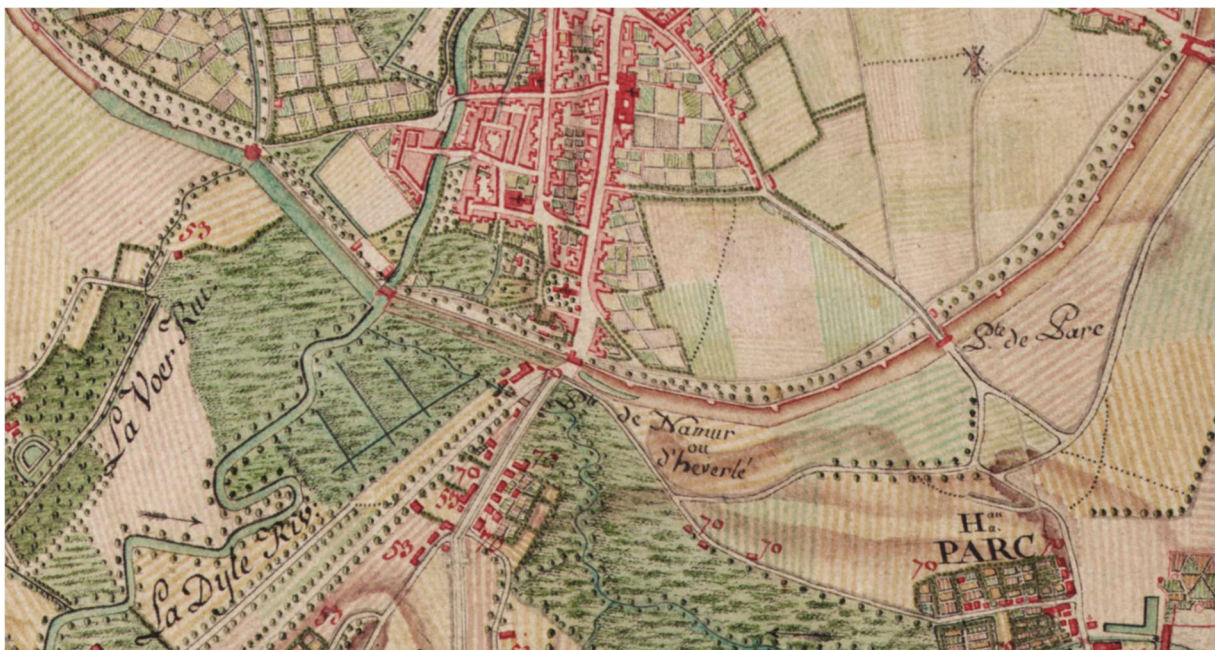 53
La Voer Riv.
Pte de Parc
Pte de Namur
ou
d'heverlé
70
53
70
70
53
La Dyle Riv.
Hau
a.
PARC
70